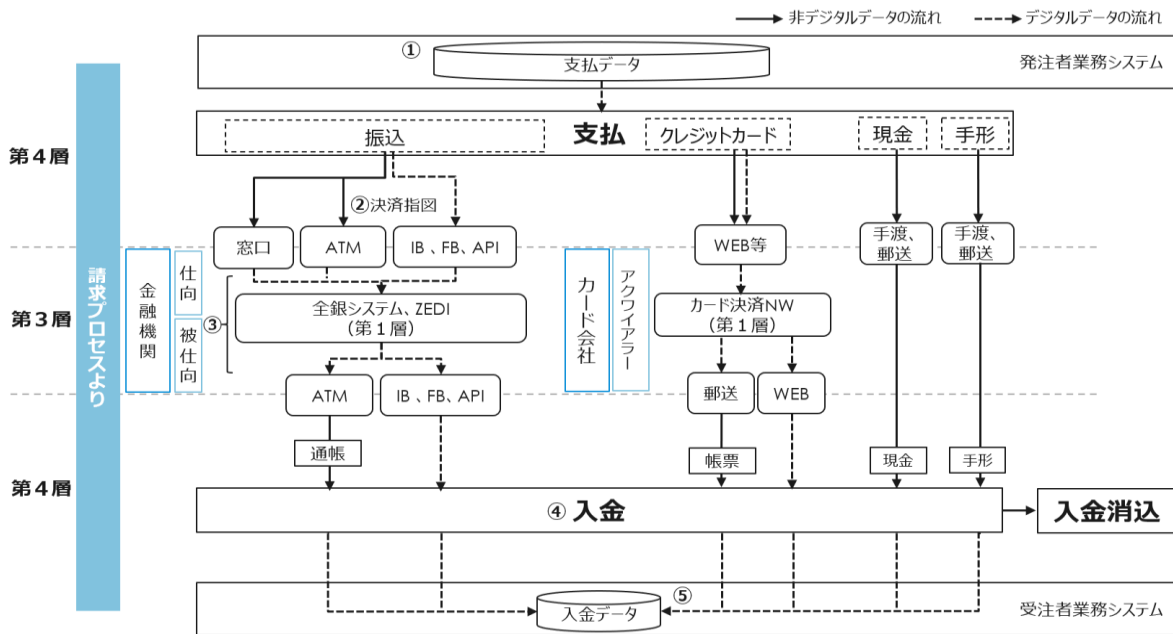 非デジタルデータの流れ
デジタルデータの流れ
①
支払データ
発注者業務システム
第4層
振込
支払
クレジットカード
現金
手形
②決済指図
窓口
ATM
IB 、FB、API
WEB等
手渡、
郵送
手渡、
郵送
請求プロセスより
第3層
金融機関
仕向
被仕向
③
全銀システム、ZEDI
(第1層)
カード会社
アクワイアラー
カード決済NW
(第1層)
ATM
IB 、FB、API
郵送
WEB
第4層
通帳
帳票
現金
手形
④ 入金
入金消込
入金データ
⑤
受注者業務システム